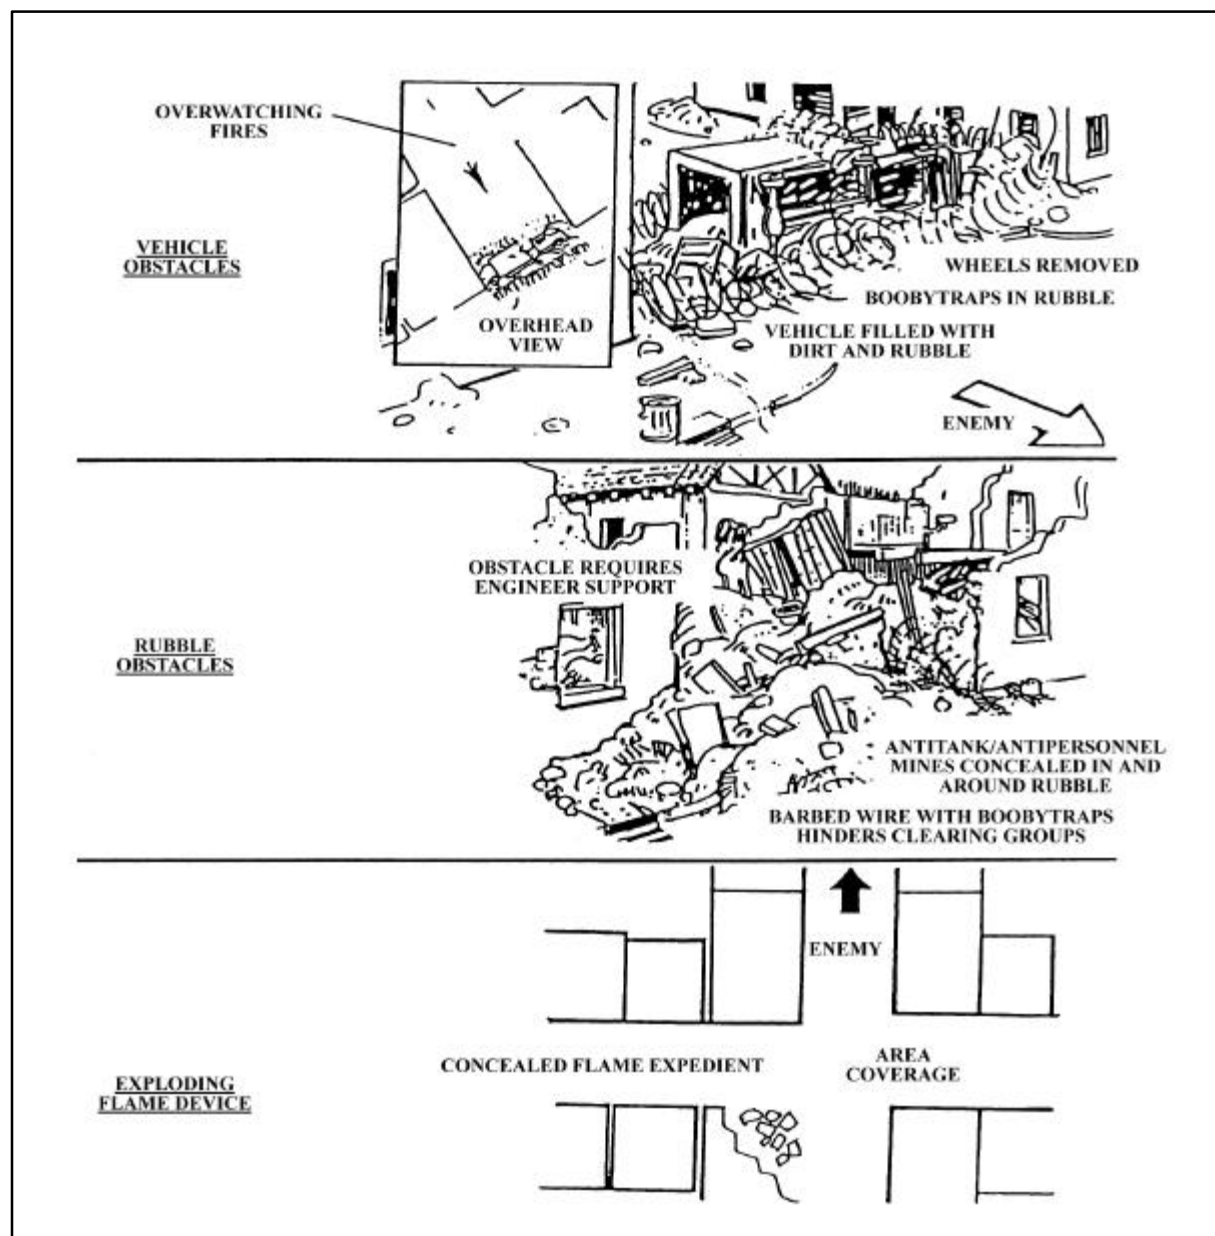 OVERWATCHING
FIRES
VEHICLE
OBSTACLES
OVERHEAD
VIEW
WHEELS REMOVED
BOOBYTRAPS IN RUBBLE
VEHICLE FILLED WITH
DIRT AND RUBBLE
ENEMY
OBSTACLE REQUIRES
ENGINEER SUPPORT
RUBBLE
OBSTACLES
ANTITANK/ANTIPERSONNEL
MINES CONCEALED IN AND
AROUND RUBBLE
BARBED WIRE WITH BOOBYTRAPS
HINDERS CLEARING GROUPS
ENEMY
CONCEALED FLAME EXPEDIENT
AREA
COVERAGE
EXPLODING
FLAME DEVICE